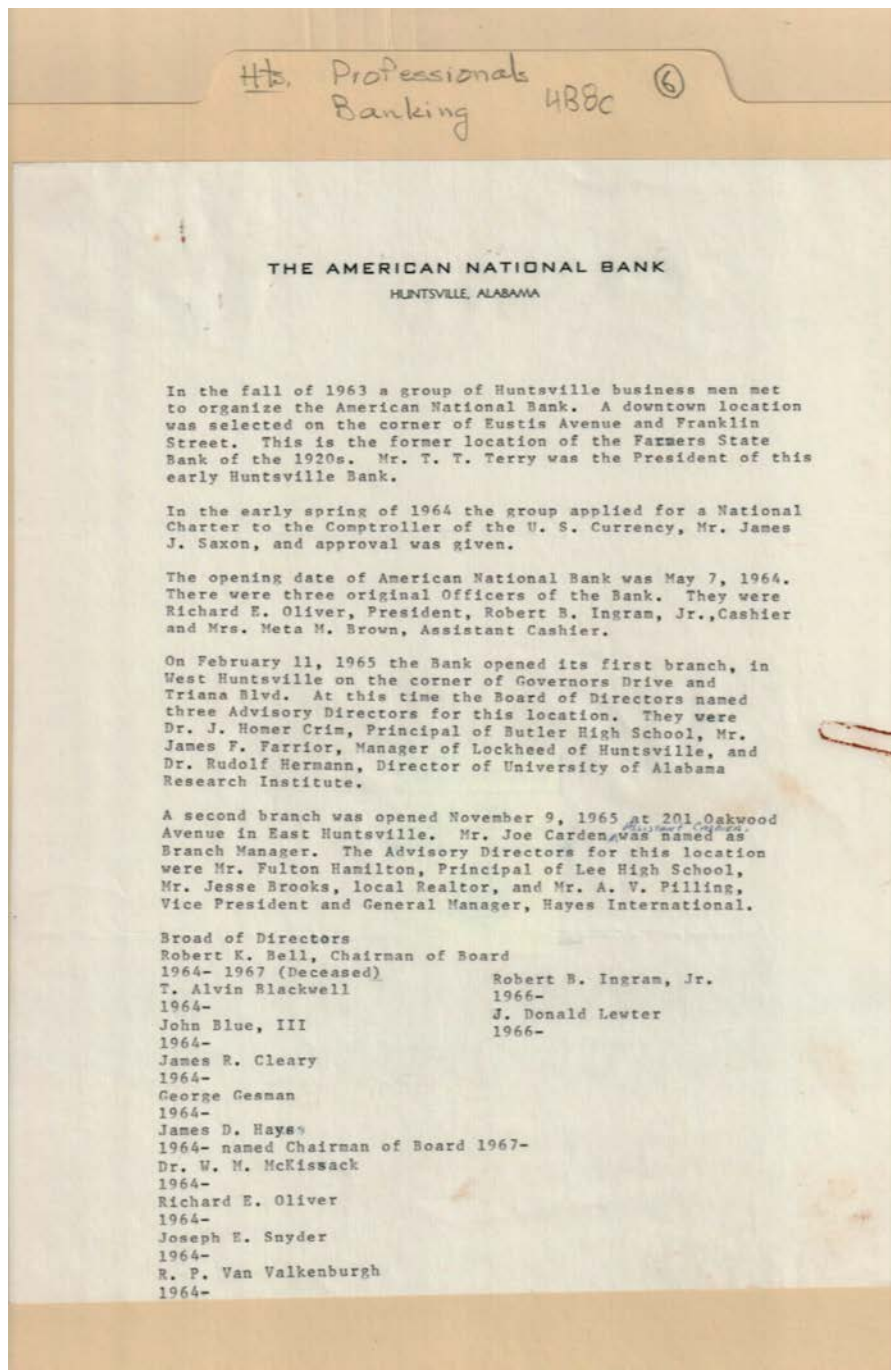 Hts. Professionals
Banking 4B8c 6
THE AMERICAN NATIONAL BANK
HUNTSVILLE, ALABAMA
In the fall of 1963 a group of Huntsville business men met
to organize the American National Bank. A downtown location
was selected on the corner of Eustis Avenue and Franklin
Street. This is the former location of the Farmers State
Bank of the 1920s. Mr. T. T. Terry was the President of this
early Huntsville Bank.
In the early spring of 1964 the group applied for a National
Charter to the Comptroller of the U. S. Currency, Mr. James
J. Saxon, and approval was given.
The opening date of American National Bank was May 7, 1964.
There were three original Officers of the Bank. They were
Richard E. Oliver, President, Robert B. Ingram, Jr.,Cashier
and Mrs. Meta M. Brown, Assistant Cashier.
On February 11, 1965 the Bank opened its first branch, in
West Huntsville on the corner of Governors Drive and
Triana Blvd. At this time the Board of Directors named
three Advisory Directors for this location. They were
Dr. J. Homer Crim, Principal of Butler High School, Mr.
James F. Farrior, Manager of Lockheed of Huntsville, and
Dr. Rudolf Hermann, Director of University of Alabama
Research Institute.
A second branch was opened November 9, 1965 at 201 Oakwood
Assistant Cashier,
Avenue in East Huntsville. Mr. Joe Carden was named as
Branch Manager. The Advisory Directors for this location
were Mr. Fulton Hamilton, Principal of Lee High School,
Mr. Jesse Brooks, local Realtor, and Mr. A. V. Pilling,
Vice President and General Manager, Hayes International.
Broad of Directors
Robert K. Bell, Chairman of Board
1964- 1967 (Deceased)
T. Alvin Blackwell
1964-
John Blue, III
1964-
James R. Cleary
1964-
George Gesman
1964-
James D. Hays
1964- named Chairman of Board 1967-
Dr. W. M. McKissack
1964-
Richard E. Oliver
1964-
Joseph E. Snyder
1964-
R. P. Van Valkenburgh
1964-
Robert B. Ingram, Jr.
1966-
J. Donald Lewter
1966-